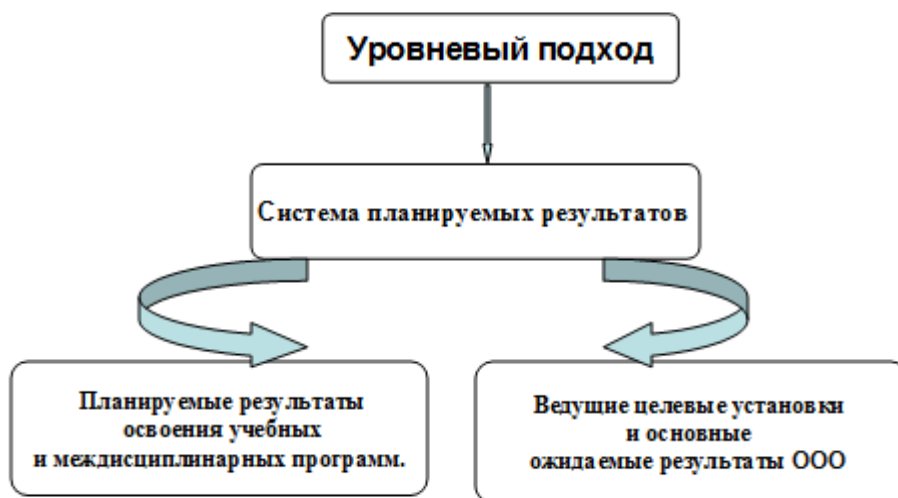 Уровневый подход
Система планируемых результатов
Планируемые результаты
освоения учебных
и междисциплинарных программ.
Ведущие целевые установки
и основные
ожидаемые результаты ООО